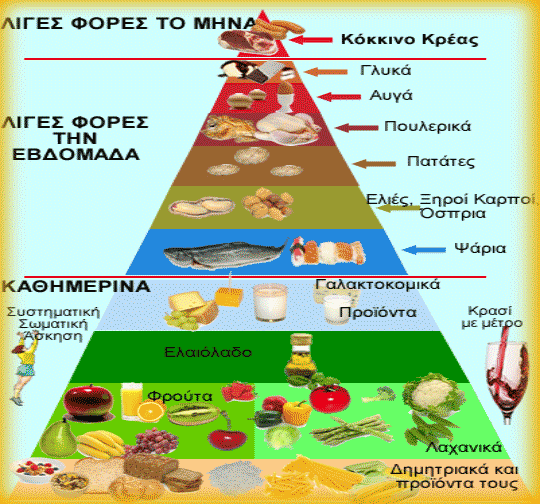 ΛΙΓΕΣ ΦΟΡΕΣ ΤΟ ΜΗΝΑ
Κόκκινο Κρέας
Γλυκά
Αυγά
ΛΙΓΕΣ ΦΟΡΕΣ
ΤΗΝ
ΕΒΔΟΜΑΔΑ
Πουλερικά
Πατάτες
Ελιές, Ξηροί Καρποί,
Όσπρια
Ψάρια
ΚΑΘΗΜΕΡΙΝΑ
Γαλακτοκομικά
Προϊόντα
Συστηματική
Σωματική
Άσκηση
Κρασί
με μέτρο
Ελαιόλαδο
Φρούτα
Λαχανικά
Δημητριακά και
προϊόντα τους